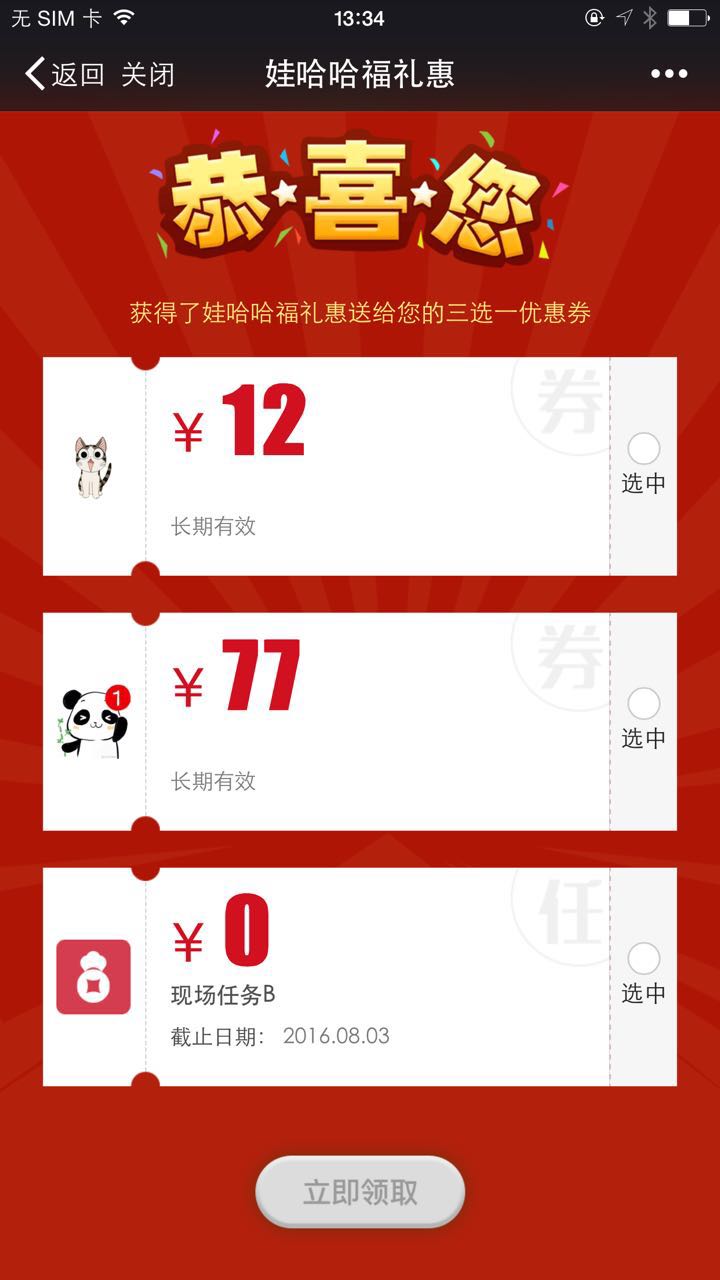 无 SIM 卡
13:34
返回 关闭
娃哈哈福礼惠
恭喜您
获得了娃哈哈福礼惠送给您的三选一优惠券
¥ 12
券
长期有效
选中
1
¥ 77
券
长期有效
选中
¥ 0
任
现场任务B
截止日期： 2016.08.03
选中
立即领取